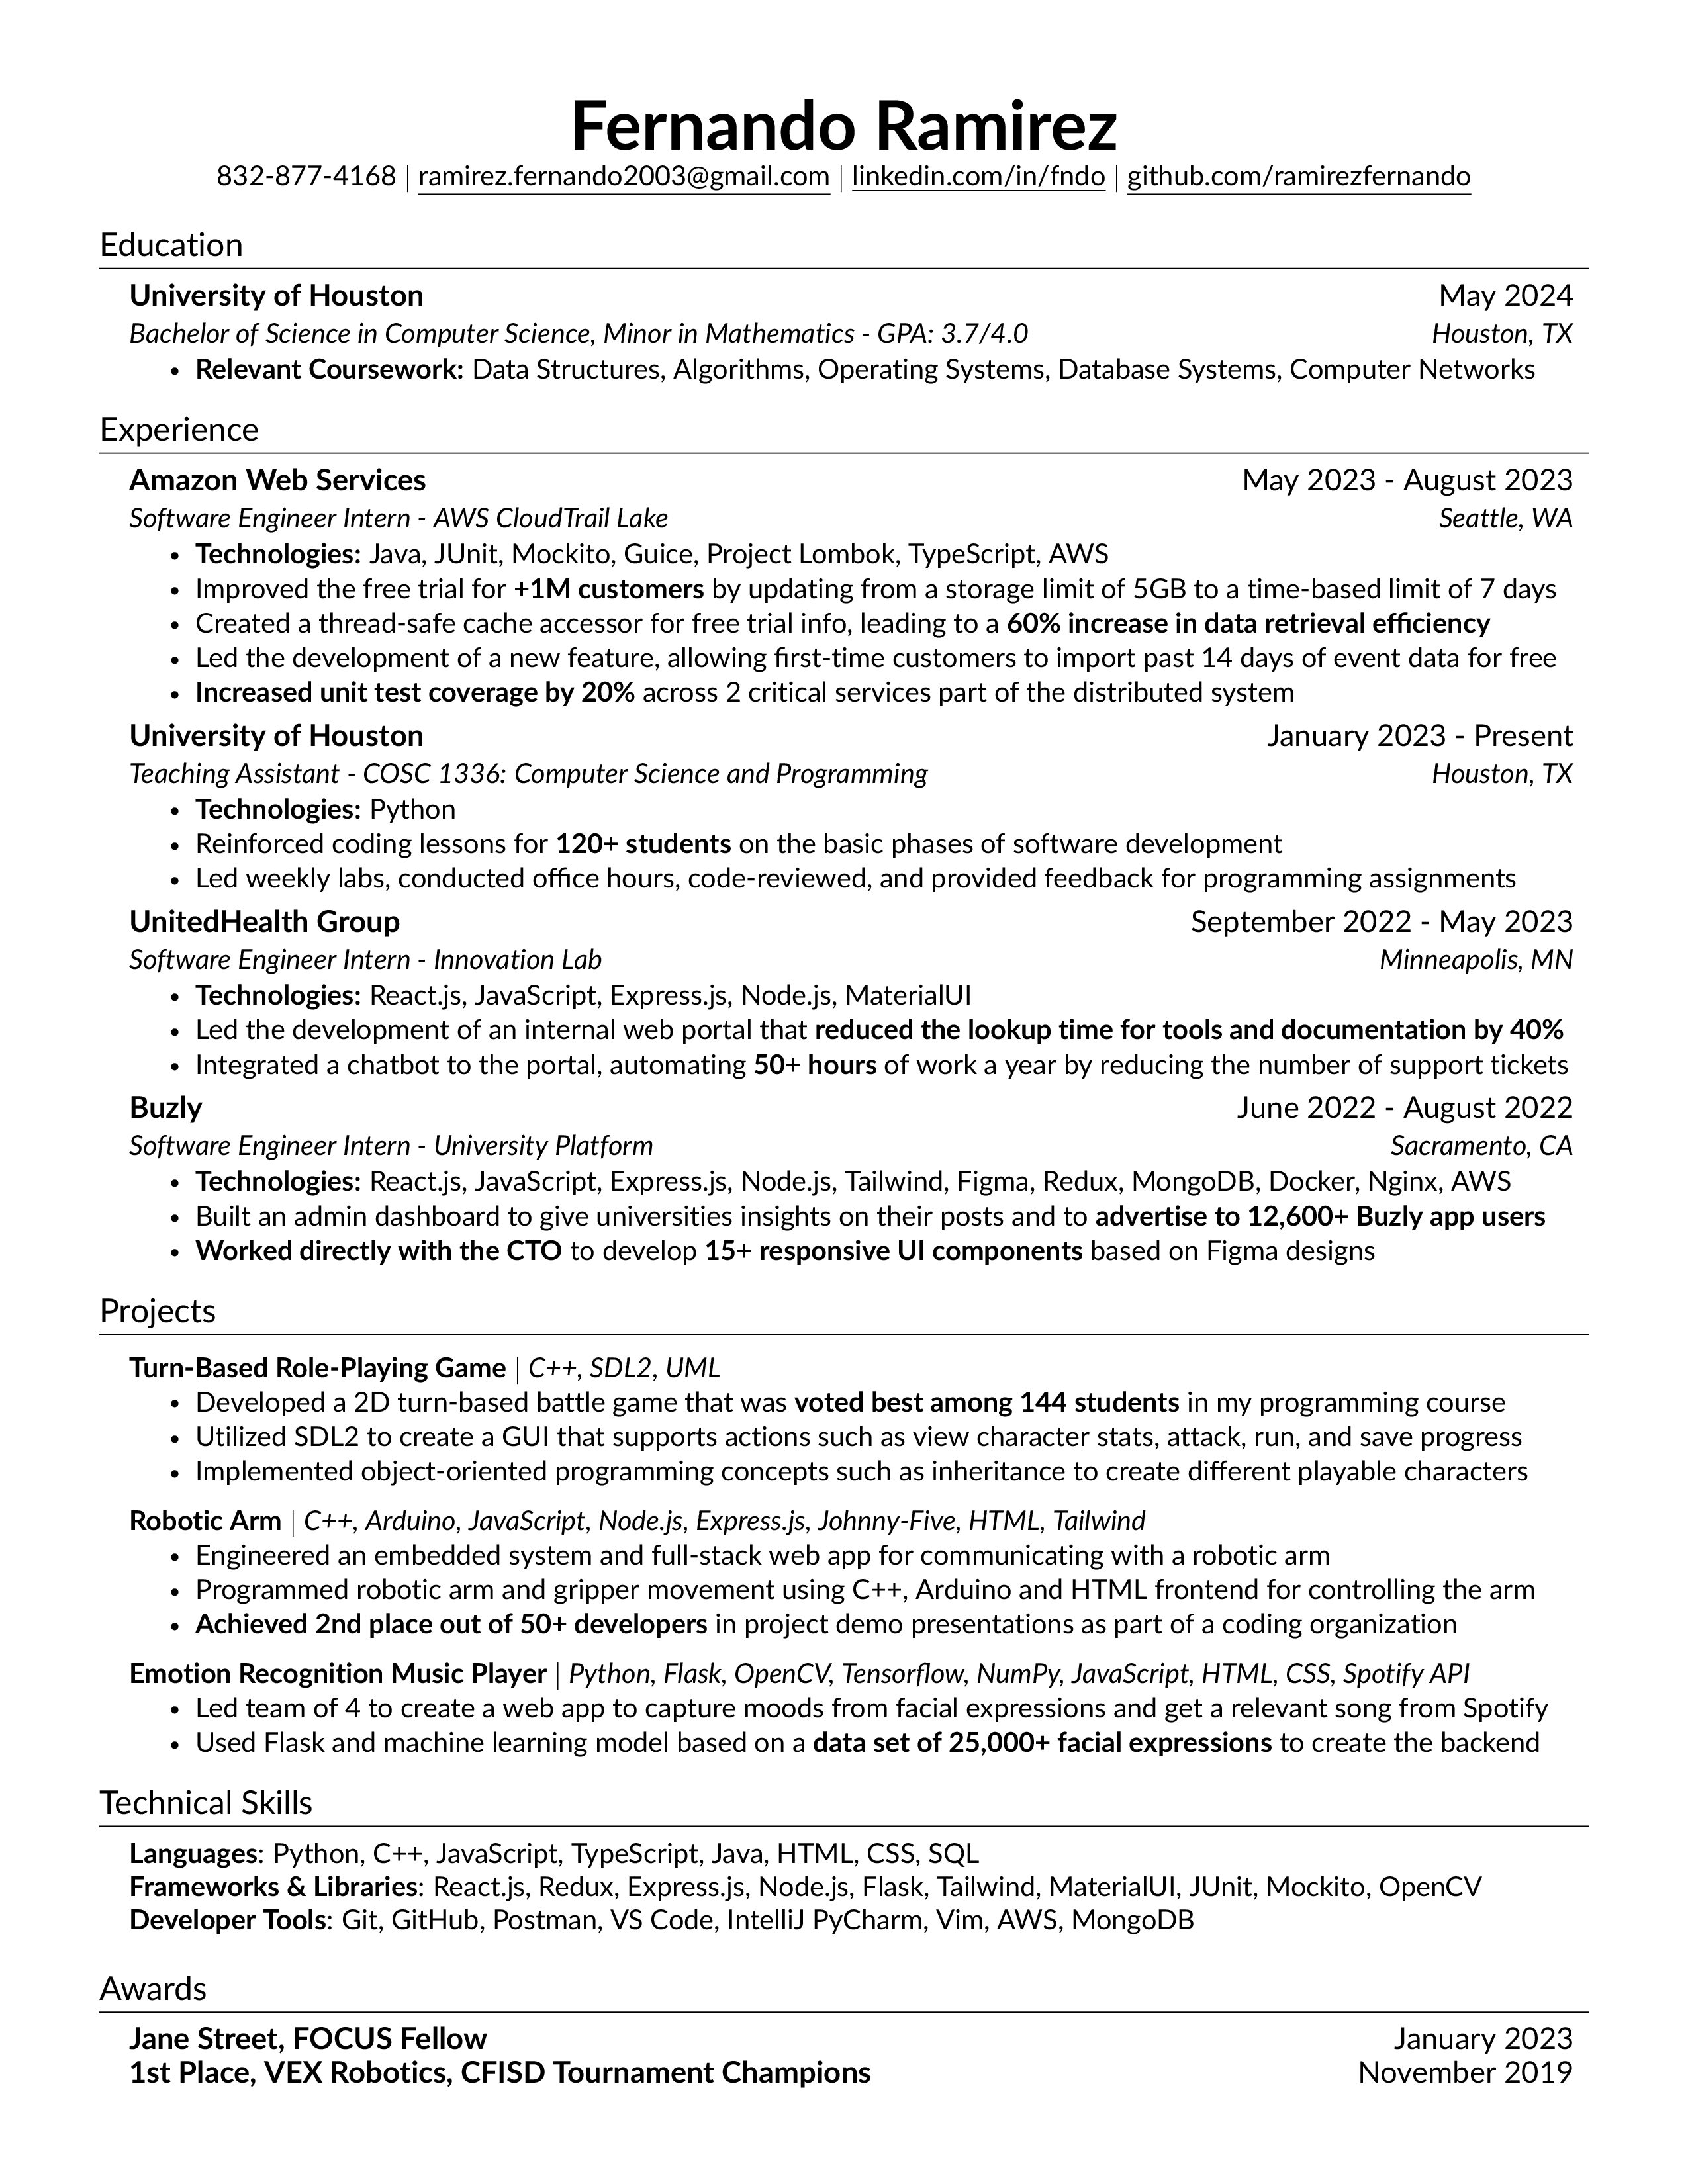 Fernando Ramirez
832-877-4168 | ramirez.fernando2003@gmail.com | linkedin.com/in/fndo | github.com/ramirezfernando
Education
University of Houston May 2024
Bachelor of Science in Computer Science, Minor in Mathematics - GPA: 3.7/4.0 Houston, TX
• Relevant Coursework: Data Structures, Algorithms, Operating Systems, Database Systems, Computer Networks
Experience
Amazon Web Services May 2023 - August 2023
Software Engineer Intern - AWS CloudTrail Lake Seattle, WA
• Technologies: Java, JUnit, Mockito, Guice, Project Lombok, TypeScript, AWS
• Improved the free trial for +1M customers by updating from a storage limit of 5GB to a time-based limit of 7 days
• Created a thread-safe cache accessor for free trial info, leading to a 60% increase in data retrieval efficiency
• Led the development of a new feature, allowing first-time customers to import past 14 days of event data for free
• Increased unit test coverage by 20% across 2 critical services part of the distributed system
University of Houston January 2023 - Present
Teaching Assistant - COSC 1336: Computer Science and Programming Houston, TX
• Technologies: Python
• Reinforced coding lessons for 120+ students on the basic phases of software development
• Led weekly labs, conducted office hours, code-reviewed, and provided feedback for programming assignments
UnitedHealth Group September 2022 - May 2023
Software Engineer Intern - Innovation Lab Minneapolis, MN
• Technologies: React.js, JavaScript, Express.js, Node.js, MaterialUI
• Led the development of an internal web portal that reduced the lookup time for tools and documentation by 40%
• Integrated a chatbot to the portal, automating 50+ hours of work a year by reducing the number of support tickets
Buzly June 2022 - August 2022
Software Engineer Intern - University Platform Sacramento, CA
• Technologies: React.js, JavaScript, Express.js, Node.js, Tailwind, Figma, Redux, MongoDB, Docker, Nginx, AWS
• Built an admin dashboard to give universities insights on their posts and to advertise to 12,600+ Buzly app users
• Worked directly with the CTO to develop 15+ responsive UI components based on Figma designs
Projects
Turn-Based Role-Playing Game | C++, SDL2, UML
• Developed a 2D turn-based battle game that was voted best among 144 students in my programming course
• Utilized SDL2 to create a GUI that supports actions such as view character stats, attack, run, and save progress
• Implemented object-oriented programming concepts such as inheritance to create different playable characters
Robotic Arm | C++, Arduino, JavaScript, Node.js, Express.js, Johnny-Five, HTML, Tailwind
• Engineered an embedded system and full-stack web app for communicating with a robotic arm
• Programmed robotic arm and gripper movement using C++, Arduino and HTML frontend for controlling the arm
• Achieved 2nd place out of 50+ developers in project demo presentations as part of a coding organization
Emotion Recognition Music Player | Python, Flask, OpenCV, Tensorflow, NumPy, JavaScript, HTML, CSS, Spotify API
• Led team of 4 to create a web app to capture moods from facial expressions and get a relevant song from Spotify
• Used Flask and machine learning model based on a data set of 25,000+ facial expressions to create the backend
Technical Skills
Languages: Python, C++, JavaScript, TypeScript, Java, HTML, CSS, SQL
Frameworks & Libraries: React.js, Redux, Express.js, Node.js, Flask, Tailwind, MaterialUI, JUnit, Mockito, OpenCV
Developer Tools: Git, GitHub, Postman, VS Code, IntelliJ PyCharm, Vim, AWS, MongoDB
Awards
Jane Street, FOCUS Fellow January 2023
1st Place, VEX Robotics, CFISD Tournament Champions November 2019